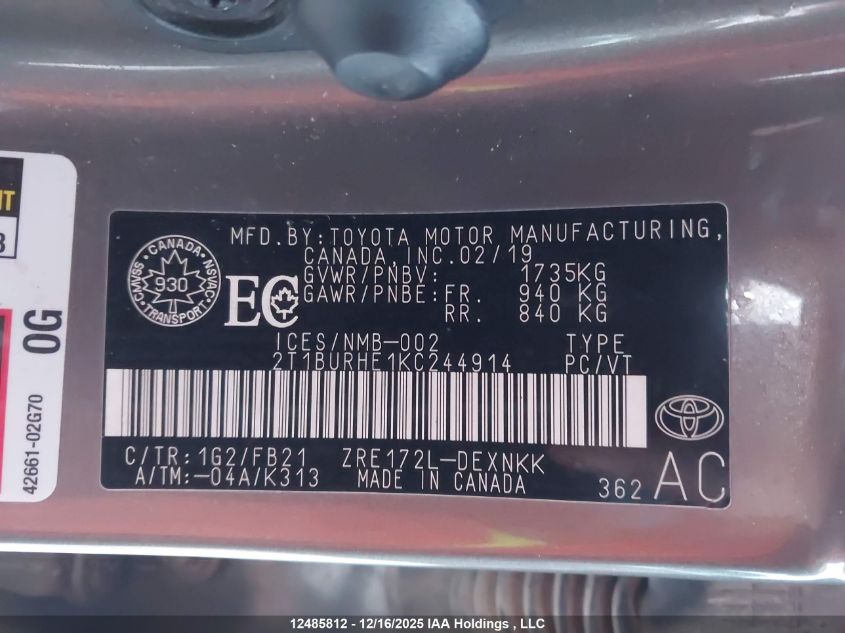 MFD.BY:TOYOTA MOTOR MANUFACTURING,
CANADA,INC.02/19
GVWR/PNBV: 1735KG
GAWR/PNBE:FR. 940 KG
RR. 840 KG
CANADA
CMVSS 930 NSVAC
TRANSPORT
EC
ICES/NMB-002 TYPE
2T1BURHE1KC244914 PC/VT
C/TR:1G2/FB21 ZRE172L-DEXNKK
A/TM:-04A/K313 MADE IN CANADA
362 AC
0G
42661-02G70
12485812 - 12/16/2025 IAA Holdings , LLC